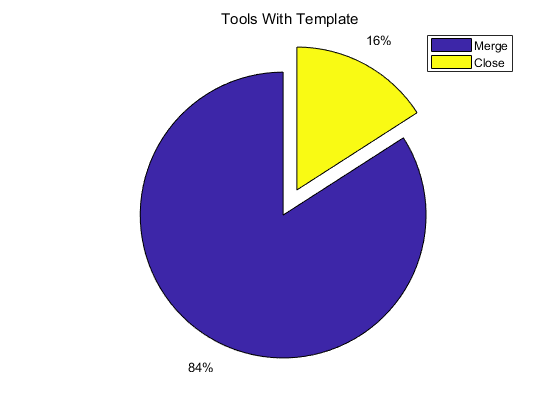 Tools With Template
16%
Merge
Close
84%